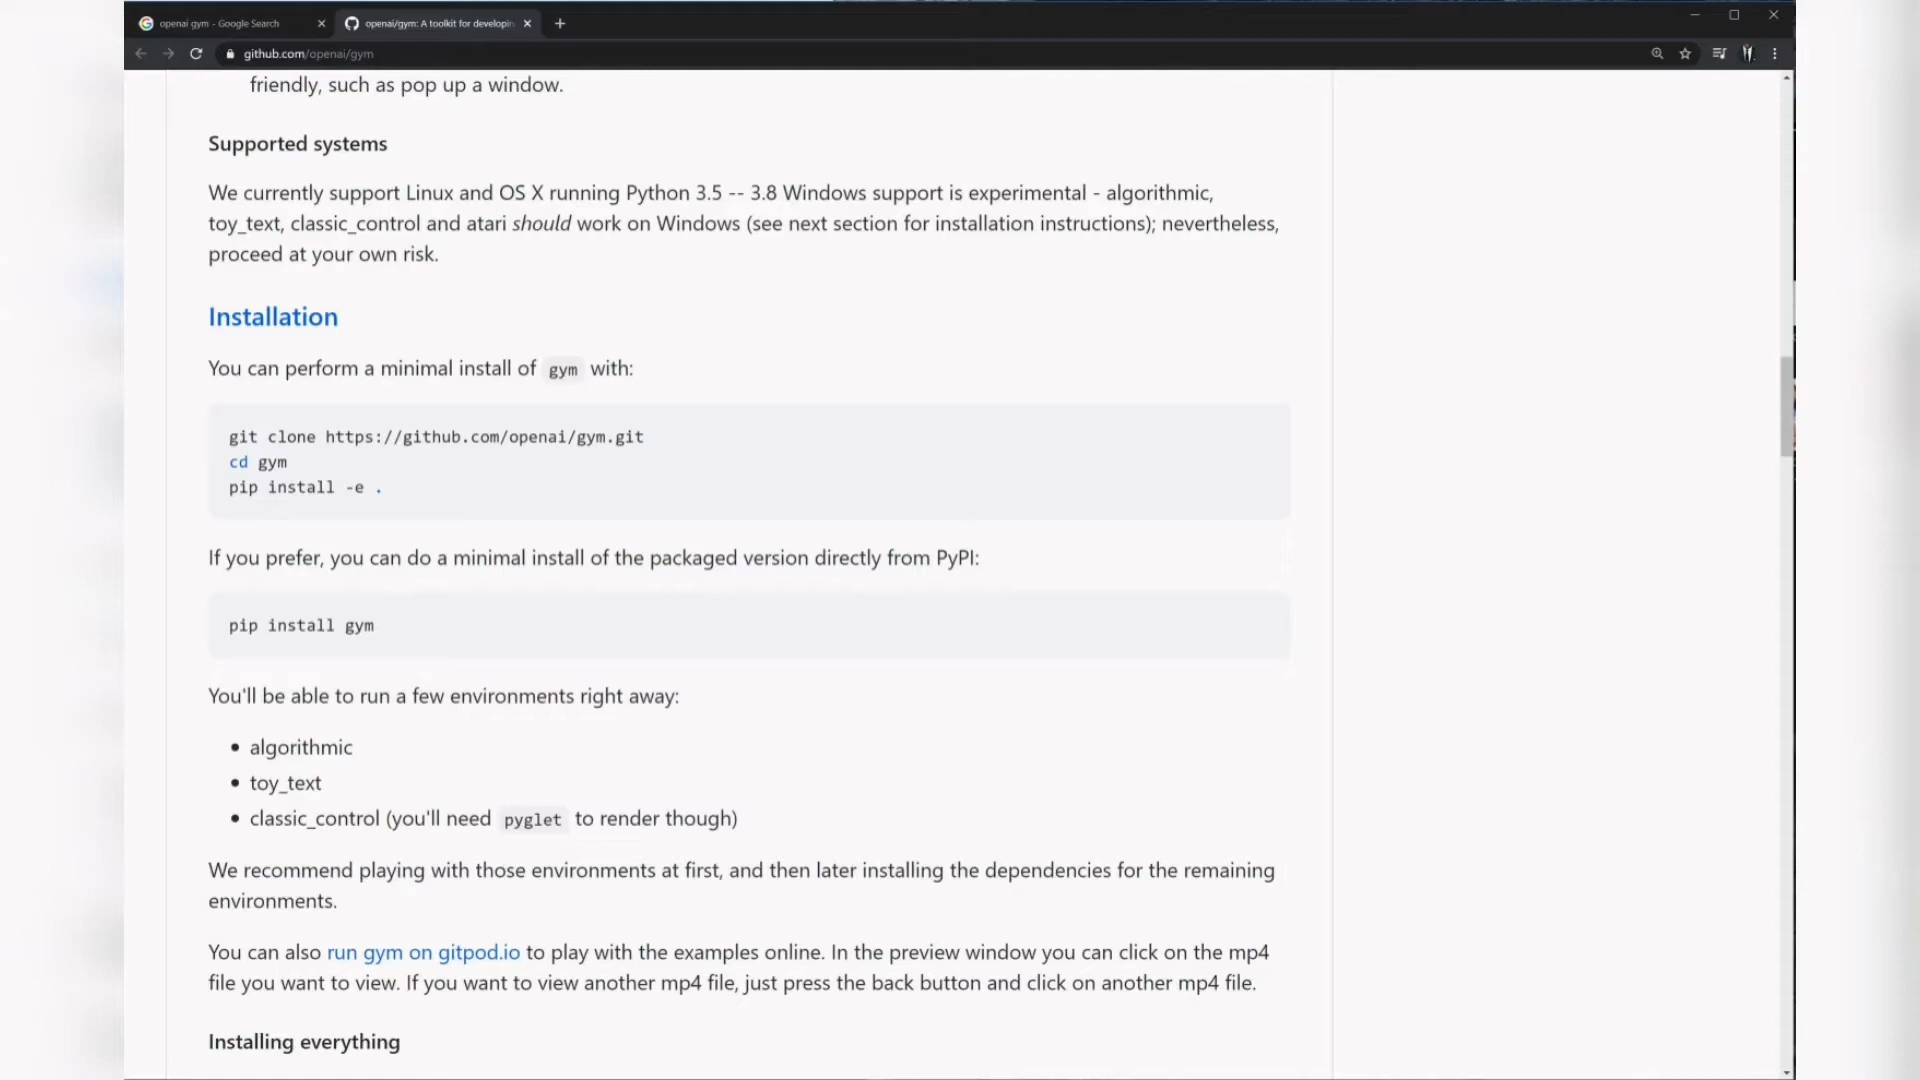 openai gym - Google Search
openai/gym: A toolkit for developin
github.com/openai/gym
friendly, such as pop up a window.
Supported systems
We currently support Linux and OS X running Python 3.5 -- 3.8 Windows support is experimental - algorithmic,
toy_text, classic_control and atari should work on Windows (see next section for installation instructions); nevertheless,
proceed at your own risk.
Installation
You can perform a minimal install of gym with:
git clone https://github.com/openai/gym.git
cd gym
pip install -e .
If you prefer, you can do a minimal install of the packaged version directly from PyPI:
pip install gym
You'll be able to run a few environments right away:
• algorithmic
• toy_text
• classic_control (you'll need pyglet to render though)
We recommend playing with those environments at first, and then later installing the dependencies for the remaining
environments.
You can also run gym on gitpod.io to play with the examples online. In the preview window you can click on the mp4
file you want to view. If you want to view another mp4 file, just press the back button and click on another mp4 file.
Installing everything